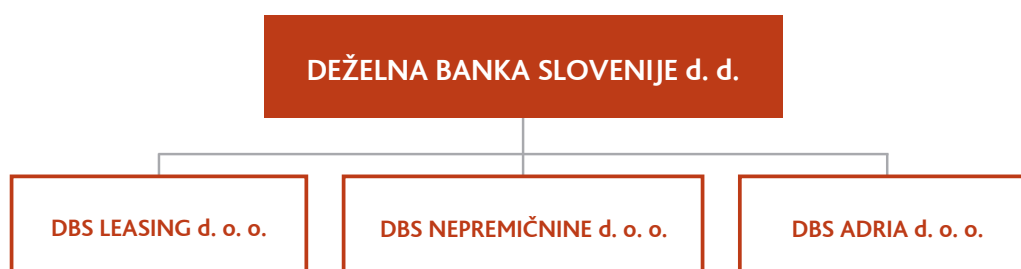 DEŽELNA BANKA SLOVENIJE d. d.
DBS LEASING d. o. o.
DBS NEPREMIČNINE d. o. o.
DBS ADRIA d. o. o.